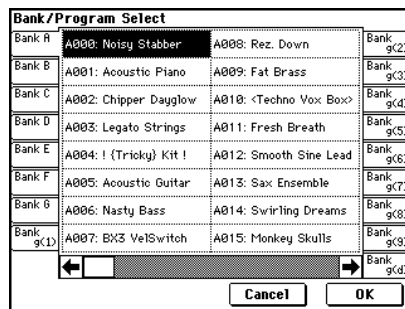 Bank/Program Select
Bank A
Bank B
Bank C
Bank D
Bank E
Bank F
Bank G
Bank g(1)
A000: Noisy Stabber
A001: Acoustic Piano
A002: Chipper Dayglow
A003: Legato Strings
A004: ! {Tricky} Kit !
A005: Acoustic Guitar
A006: Nasty Bass
A007: BX3 VelSwitch
A008: Rez. Down
A009: Fat Brass
A010: <Techno Vox Box>
A011: Fresh Breath
A012: Smooth Sine Lead
A013: Sax Ensemble
A014: Swirling Dreams
A015: Monkey Skulls
Bank g(2)
Bank g(3)
Bank g(4)
Bank g(5)
Bank g(6)
Bank g(7)
Bank g(8)
Bank g(9)
Bank g(d)
Cancel
OK